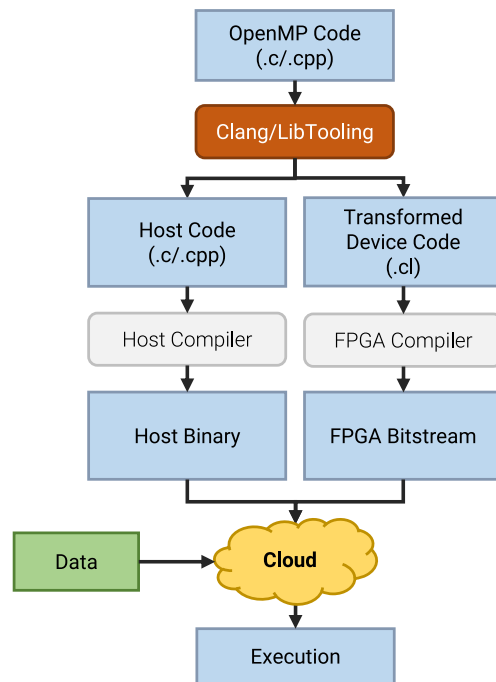 OpenMP Code
(.c/.cpp)
Clang/LibTooling
Host Code
(.c/.cpp)
Transformed
Device Code
(.cl)
Host Compiler
FPGA Compiler
Host Binary
FPGA Bitstream
Data
Cloud
Execution